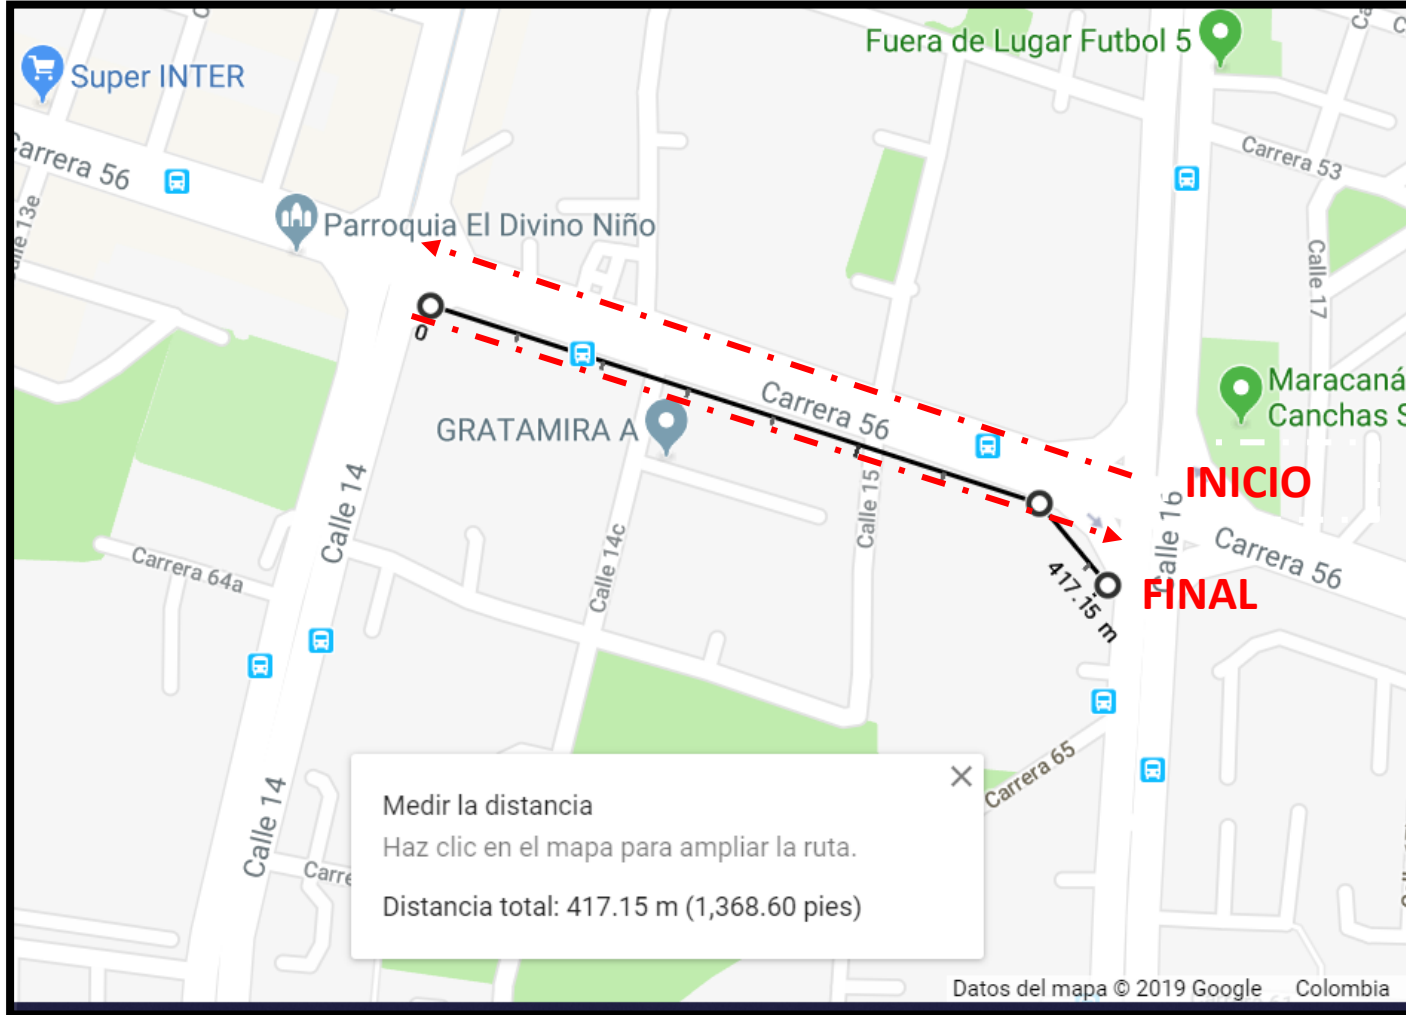 Fuera de Lugar Futbol 5
Super INTER
Carrera 56
Carrera 53
Parroquia El Divino Niño
Calle 17
0
Carrera 56
Maracaná
Canchas S
GRATAMIRA A
Calle 14
Calle 15
INICIO
Calle 16
Carrera 56
Calle 14c
Carrera 64a
417.15 m
FINAL
Carrera 65
Calle 14
Carre
Medir la distancia
Haz clic en el mapa para ampliar la ruta.
Distancia total: 417.15 m (1,368.60 pies)
Datos del mapa © 2019 Google Colombia